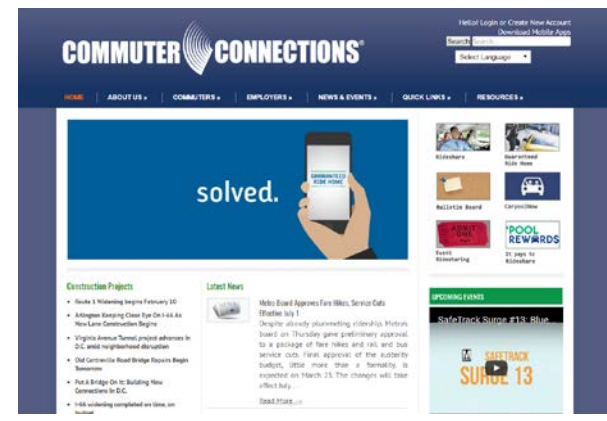 Hello! Login or Create New Account
Download Mobile Apps
Search Search
Select Language
COMMUTER CONNECTIONS®
HOME ABOUT US » COMMUTERS » EMPLOYERS » NEWS & EVENTS » QUICK LINKS » RESOURCES »
solved.
GUARANTEED
RIDE HOME
Rideshare
Guaranteed
Ride Home
Bulletin Board
CarpoolNow
ADMIT
ONE
Event
Ridesharing
'POOL
REWARDS
It pays to
Rideshare
Construction Projects
Route 1 Widening begins February 10
Arlington Keeping Close Eye On I-66 As
New Lane Construction Begins
Virginia Avenue Tunnel project advances in
D.C. amid neighborhood disruption
Old Centreville Road Bridge Repairs Begin
Tomorrow
Put A Bridge On It: Building New
Connections In D.C.
I-66 widening completed on time, on
budget
Latest News
Metro Board Approves Fare Hikes, Service Cuts
Effective July 1
Despite already plummeting ridership, Metro's
board on Thursday gave preliminary approval
to a package of fare hikes and rail and bus
service cuts. Final approval of the austerity
budget, little more than a formality, is
expected on March 23. The changes will take
effect July ...
Read More →
UPCOMING EVENTS
SafeTrack Surge #13: Blue...
M SAFETRACK
SURGE 13